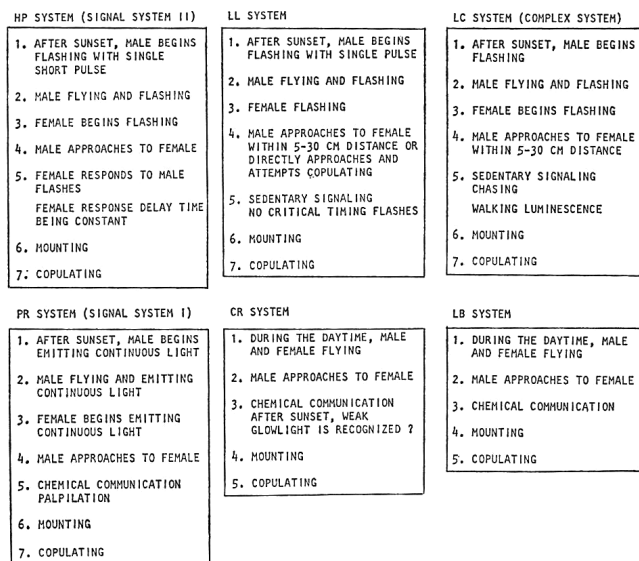 HP SYSTEM (SIGNAL SYSTEM II)
1. AFTER SUNSET, MALE BEGINS
FLASHING WITH SINGLE
SHORT PULSE
2. MALE FLYING AND FLASHING
3. FEMALE BEGINS FLASHING
4. MALE APPROACHES TO FEMALE
5. FEMALE RESPONDS TO MALE
FLASHES
FEMALE RESPONSE DELAY TIME
BEING CONSTANT
6. MOUNTING
7. COPULATING
LL SYSTEM
1. AFTER SUNSET, MALE BEGINS
FLASHING WITH SINGLE PULSE
2. MALE FLYING AND FLASHING
3. FEMALE FLASHING
4. MALE APPROACHES TO FEMALE
WITHIN 5-30 CM DISTANCE OR
DIRECTLY APPROACHES AND
ATTEMPTS COPULATING
5. SEDENTARY SIGNALING
NO CRITICAL TIMING FLASHES
6. MOUNTING
7. COPULATING
LC SYSTEM (COMPLEX SYSTEM)
1. AFTER SUNSET, MALE BEGINS
FLASHING
2. MALE FLYING AND FLASHING
3. FEMALE BEGINS FLASHING
4. MALE APPROACHES TO FEMALE
WITHIN 5-30 CM DISTANCE
5. SEDENTARY SIGNALING
CHASING
WALKING LUMINESCENCE
6. MOUNTING
7. COPULATING
PR SYSTEM (SIGNAL SYSTEM I)
1. AFTER SUNSET, MALE BEGINS
EMITTING CONTINUOUS LIGHT
2. MALE FLYING AND EMITTING
CONTINUOUS LIGHT
3. FEMALE BEGINS EMITTING
CONTINUOUS LIGHT
4. MALE APPROACHES TO FEMALE
5. CHEMICAL COMMUNICATION
PALPILATION
6. MOUNTING
7. COPULATING
CR SYSTEM
1. DURING THE DAYTIME, MALE
AND FEMALE FLYING
2. MALE APPROACHES TO FEMALE
3. CHEMICAL COMMUNICATION
AFTER SUNSET, WEAK
GLOWLIGHT IS RECOGNIZED ?
4. MOUNTING
5. COPULATING
LB SYSTEM
1. DURING THE DAYTIME, MALE
AND FEMALE FLYING
2. MALE APPROACHES TO FEMALE
3. CHEMICAL COMMUNICATION
4. MOUNTING
5. COPULATING